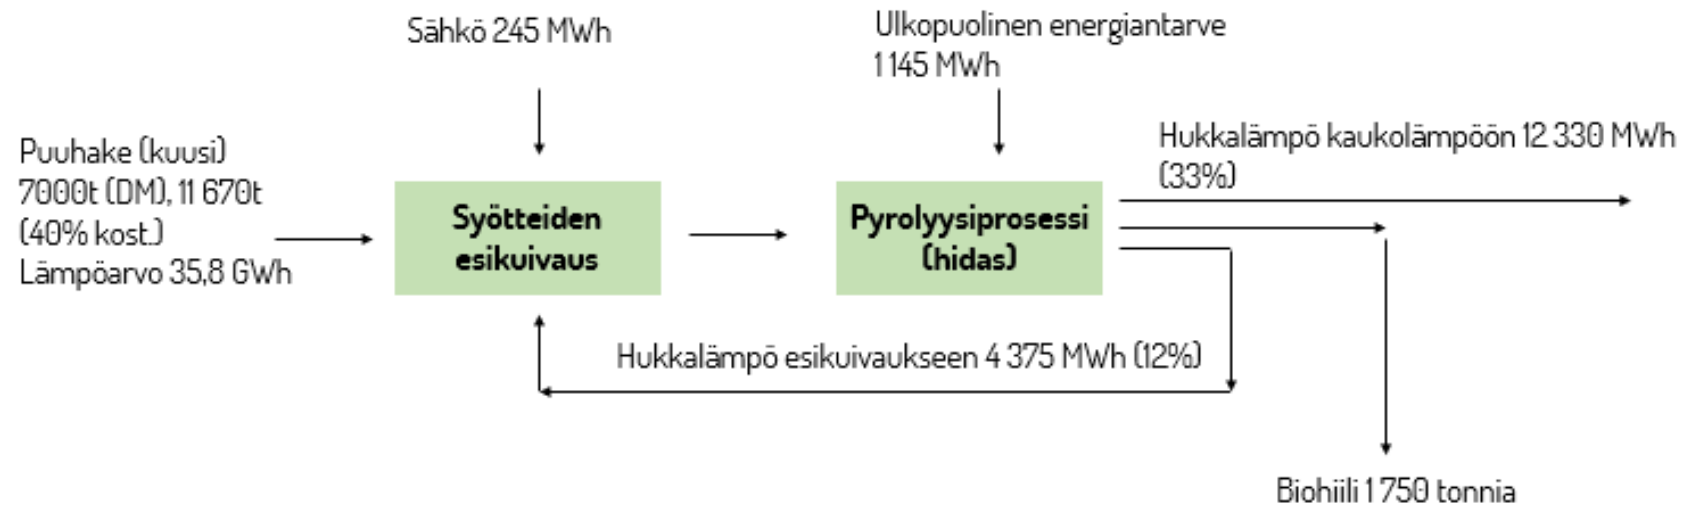 Sähkö 245 MWh
Ulkopuolinen energiantarve
1 145 MWh
Puuhake (kuusi)
7000t (DM), 11 670t
(40% kost.)
Lämpöarvo 35,8 GWh
Syötteiden
esikuivaus
Pyrolyysiprosessi
(hidas)
Hukkalämpö kaukolämpöön 12 330 MWh
(33%)
Hukkalämpö esikuivaukseen 4 375 MWh (12%)
Biohiili 1 750 tonnia